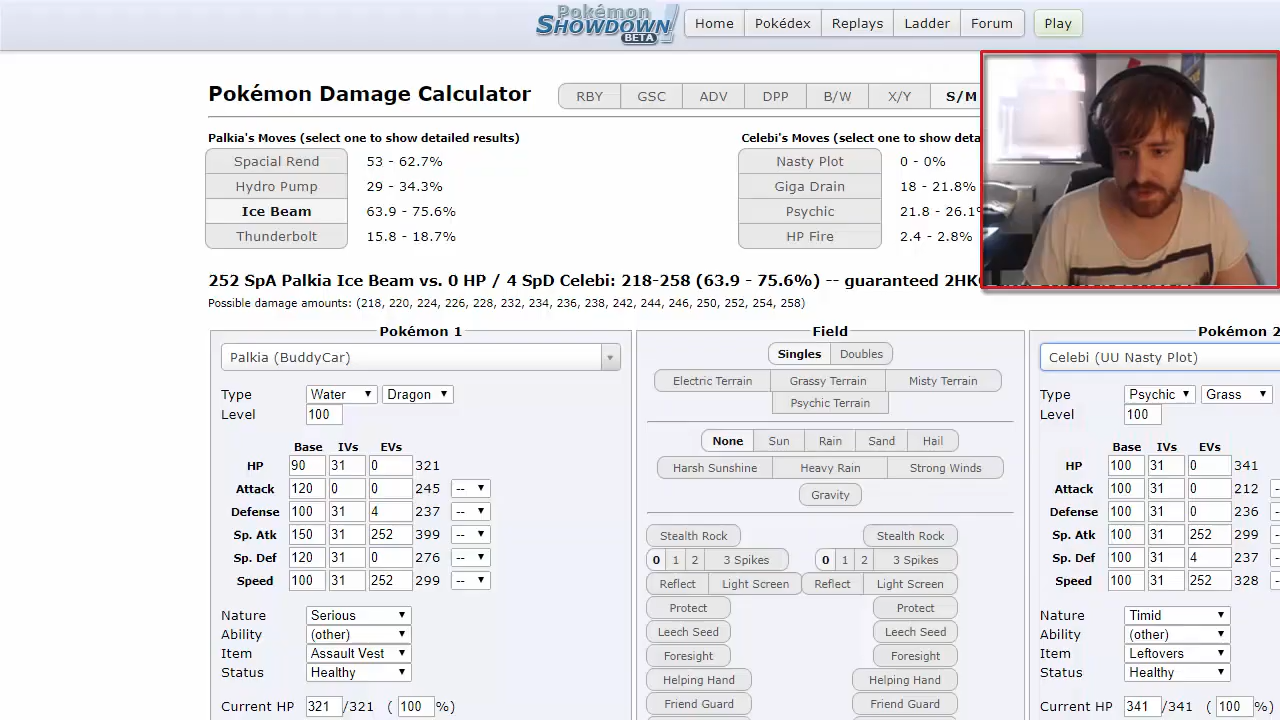 Pokémon
SHOWDOWN!
BETA
Home Pokédex Replays Ladder Forum Play
Pokémon Damage Calculator
RBY GSC ADV DPP B/W X/Y S/M
Palkia's Moves (select one to show detailed results)
Spacial Rend 53 - 62.7%
Hydro Pump 29 - 34.3%
Ice Beam 63.9 - 75.6%
Thunderbolt 15.8 - 18.7%
Celebi's Moves (select one to show
Nasty Plot 0 - 0%
Giga Drain 18 - 21.8%
Psychic 21.8 - 26.1%
HP Fire 2.4 - 2.8%
252 SpA Palkia Ice Beam vs. 0 HP / 4 SpD Celebi: 218-258 (63.9 - 75.6%) -- guaranteed
Possible damage amounts: (218, 220, 224, 226, 228, 232, 234, 236, 238, 242, 244, 246, 250, 252, 254, 258)
Pokémon 1
Palkia (BuddyCar)
Type Water Dragon
Level 100
Base IVs EVs
HP 90 31 0 321
Attack 120 0 0 245 --
Defense 100 31 4 237 --
Sp. Atk 150 31 252 399 --
Sp. Def 120 31 0 276 --
Speed 100 31 252 299 --
Nature Serious
Ability (other)
Item Assault Vest
Status Healthy
Current HP 321 /321 ( 100 %)
Field
Singles Doubles
Electric Terrain Grassy Terrain Misty Terrain
Psychic Terrain
None Sun Rain Sand Hail
Harsh Sunshine Heavy Rain Strong Winds
Gravity
Stealth Rock Stealth Rock
0 1 2 3 Spikes 0 1 2 3 Spikes
Reflect Light Screen Reflect Light Screen
Protect Protect
Leech Seed Leech Seed
Foresight Foresight
Helping Hand Helping Hand
Friend Guard Friend Guard
Pokémon 2
Celebi (UU Nasty Plot)
Type Psychic Grass
Level 100
Base IVs EVs
HP 100 31 0 341
Attack 100 31 0 212
Defense 100 31 0 236
Sp. Atk 100 31 252 299
Sp. Def 100 31 4 237
Speed 100 31 252 328
Nature Timid
Ability (other)
Item Leftovers
Status Healthy
Current HP 341 /341 ( 100 %)